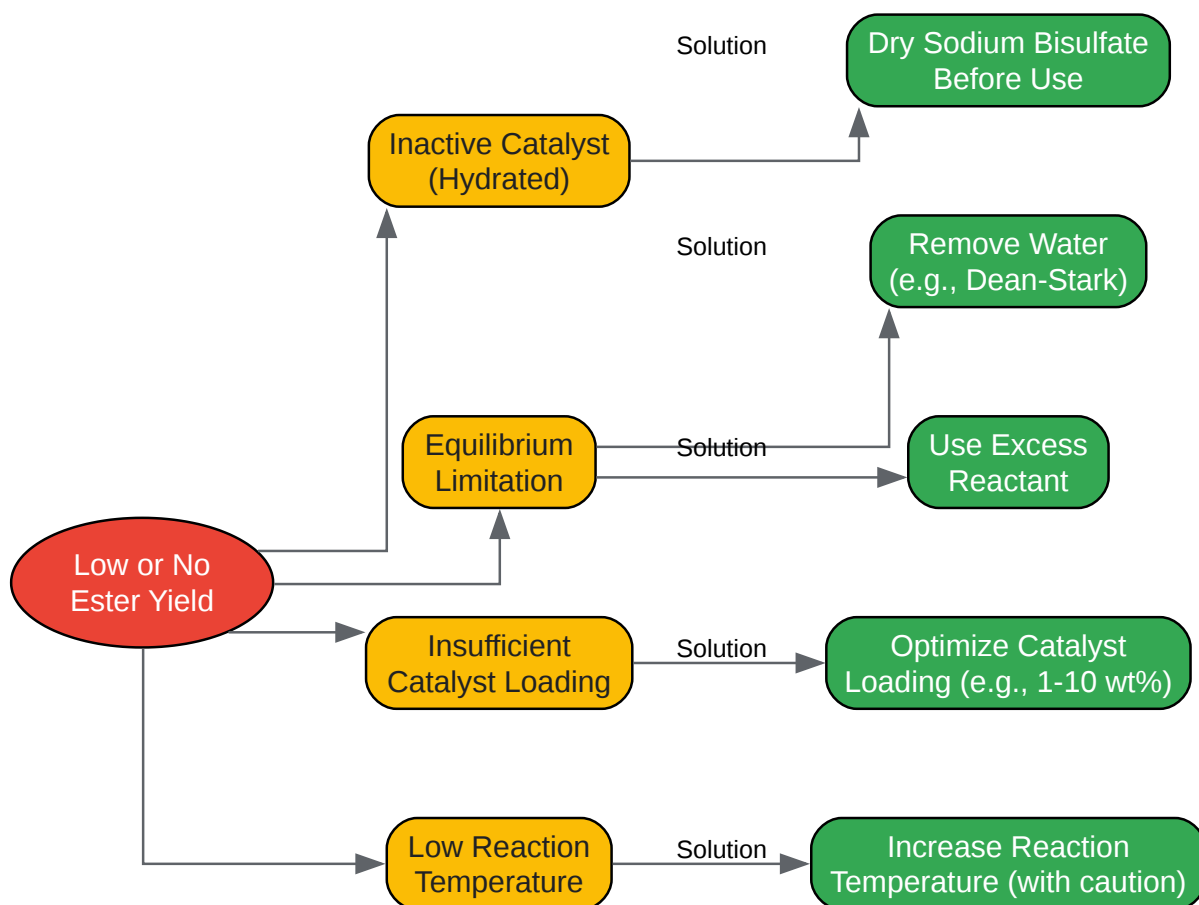 Solution
Dry Sodium Bisulfate
Before Use
Inactive Catalyst
(Hydrated)
Solution
Remove Water
(e.g., Dean-Stark)
Equilibrium
Limitation
Solution
Use Excess
Reactant
Low or No
Ester Yield
Insufficient
Catalyst Loading
Solution
Optimize Catalyst
Loading (e.g., 1-10 wt%)
Low Reaction
Temperature
Solution
Increase Reaction
Temperature (with caution)